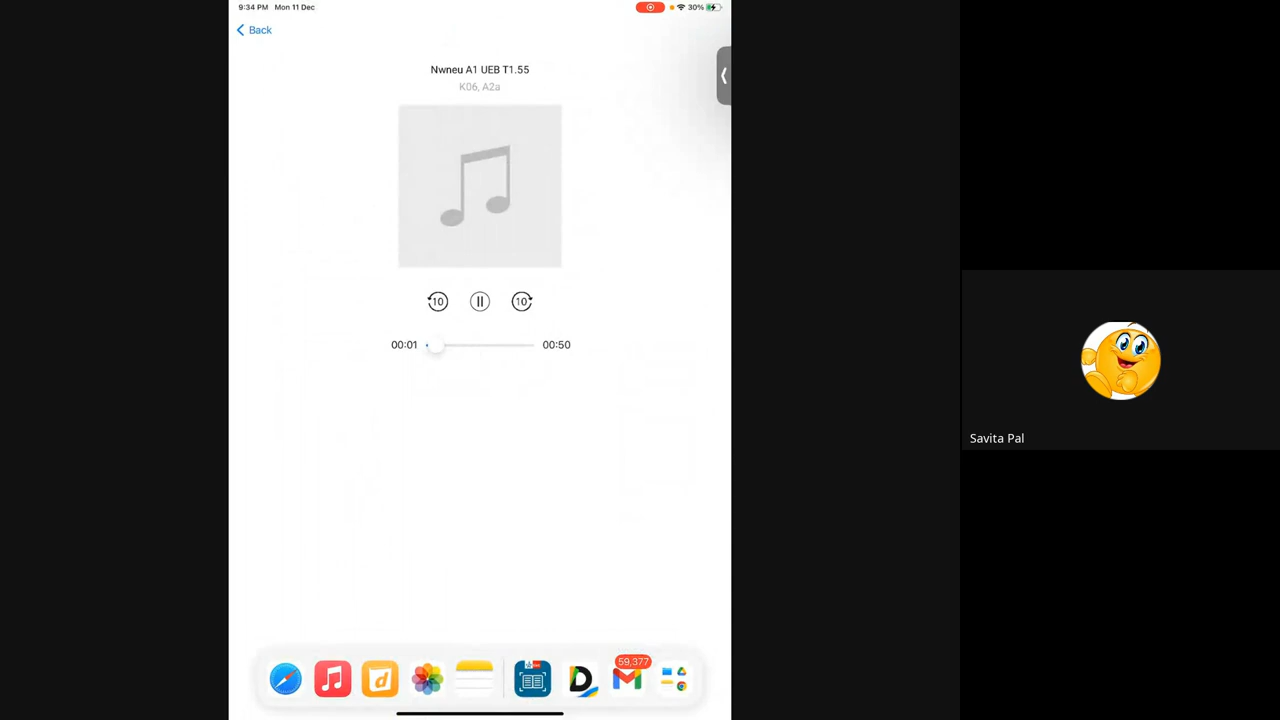 9:34 PM Mon 11 Dec
30%
Back
Nwneu A1 UEB T1.55
K06, A2a
10
10
00:01
00:50
59,377
Savita Pal